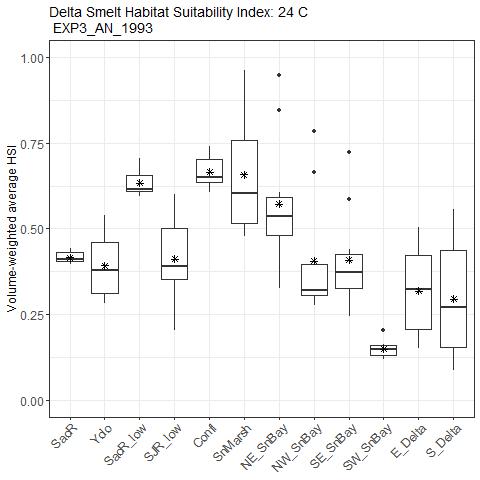 Delta Smelt Habitat Suitability Index: 24 C
EXP3_AN_1993
Volume-weighted average HSI
1.00
0.75
0.50
0.25
0.00
SacR
Yolo
SacR_low
SJR_low
Confl
SnMarsh
NE_SnBay
NW_SnBay
SE_SnBay
SW_SnBay
E_Delta
S_Delta